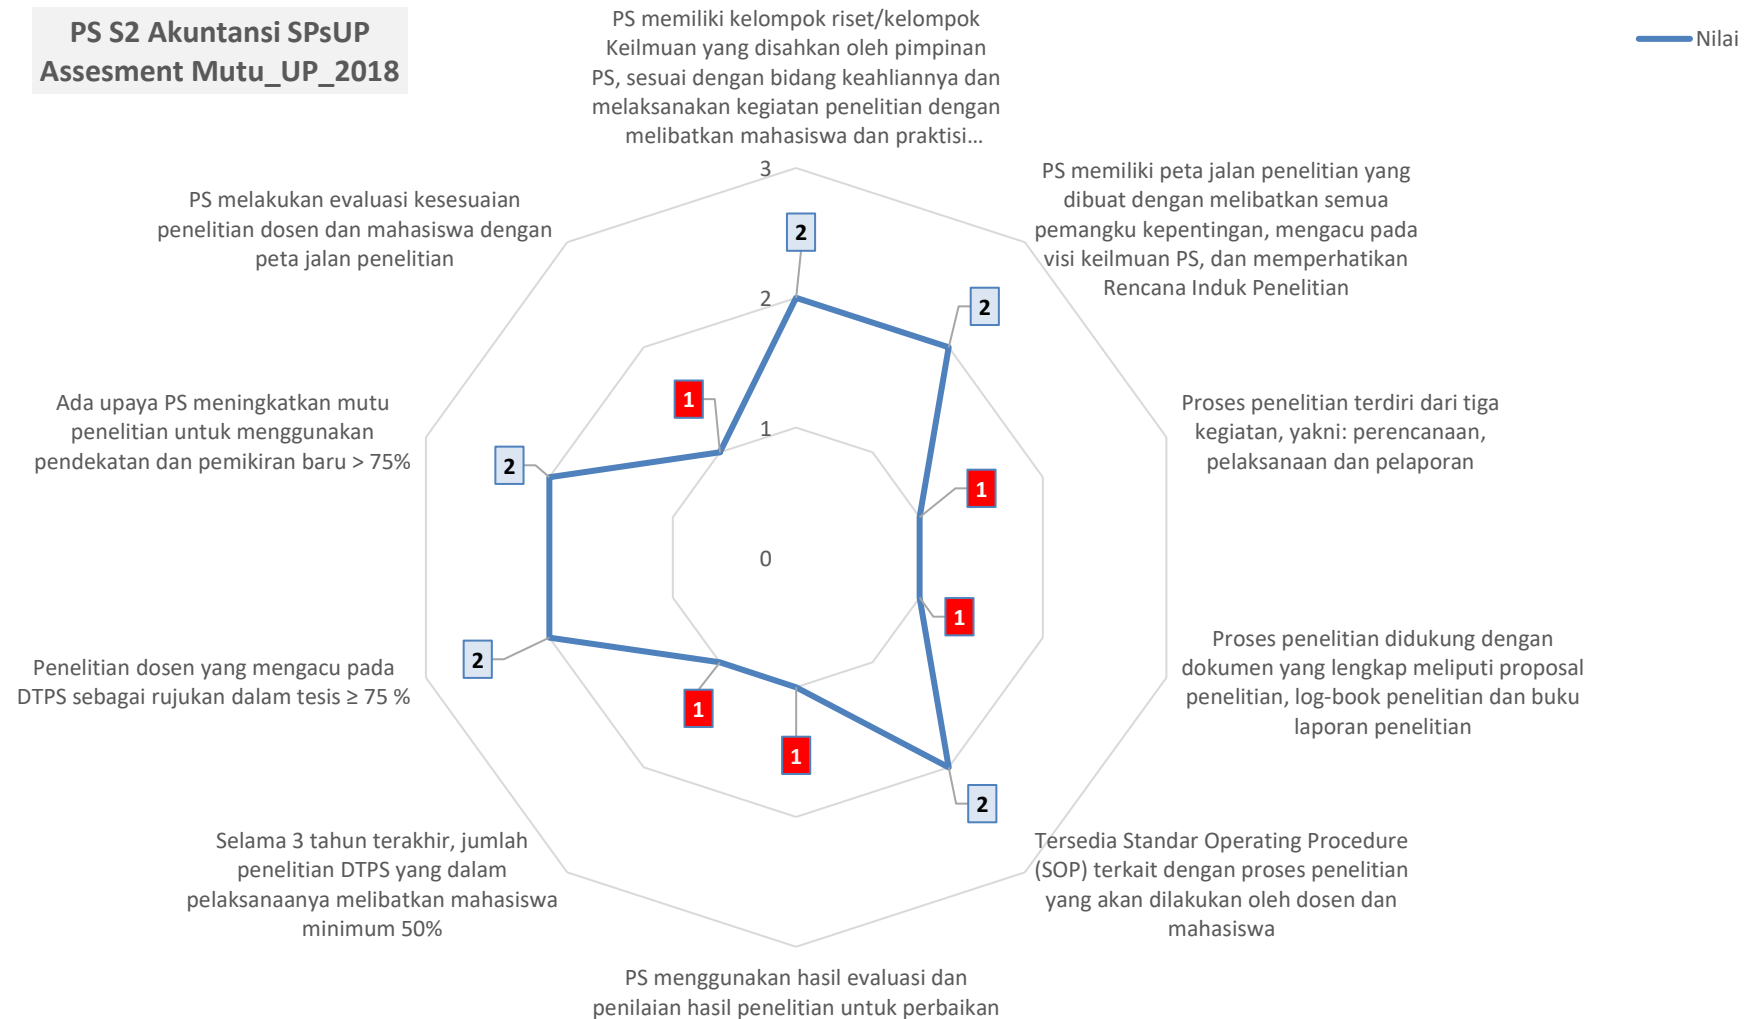 PS S2 Akuntansi SPsUP
Assesment Mutu_UP_2018
Nilai
PS memiliki kelompok riset/kelompok
Keilmuan yang disahkan oleh pimpinan
PS, sesuai dengan bidang keahliannya dan
melaksanakan kegiatan penelitian dengan
melibatkan mahasiswa dan praktisi...
PS memiliki peta jalan penelitian yang
dibuat dengan melibatkan semua
pemangku kepentingan, mengacu pada
visi keilmuan PS, dan memperhatikan
Rencana Induk Penelitian
Proses penelitian terdiri dari tiga
kegiatan, yakni: perencanaan,
pelaksanaan dan pelaporan
Proses penelitian didukung dengan
dokumen yang lengkap meliputi proposal
penelitian, log-book penelitian dan buku
laporan penelitian
Tersedia Standar Operating Procedure
(SOP) terkait dengan proses penelitian
yang akan dilakukan oleh dosen dan
mahasiswa
PS menggunakan hasil evaluasi dan
penilaian hasil penelitian untuk perbaikan
Selama 3 tahun terakhir, jumlah
penelitian DTPS yang dalam
pelaksanaanya melibatkan mahasiswa
minimum 50%
Penelitian dosen yang mengacu pada
DTPS sebagai rujukan dalam tesis ≥ 75 %
Ada upaya PS meningkatkan mutu
penelitian untuk menggunakan
pendekatan dan pemikiran baru > 75%
PS melakukan evaluasi kesesuaian
penelitian dosen dan mahasiswa dengan
peta jalan penelitian
3
2
1
0
2
2
1
1
2
1
1
2
2
1